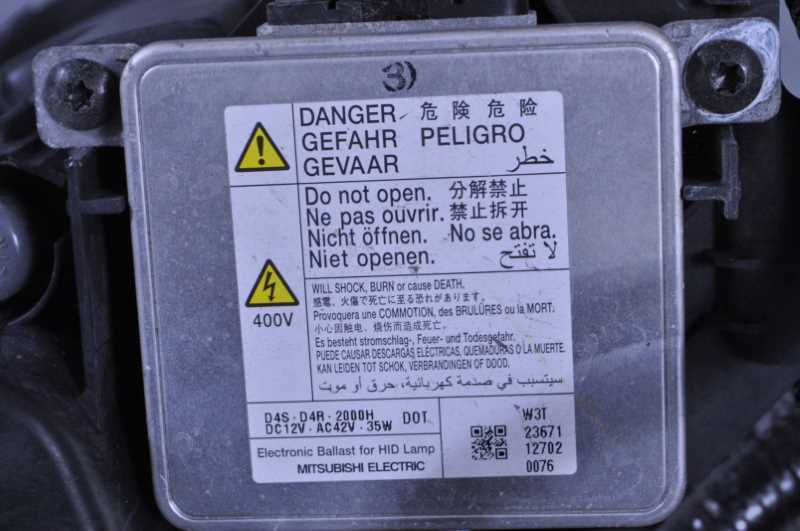 3)
DANGER 危険 危险
GEFAHR PELIGRO
GEVAAR خطر
Do not open. 分解禁止
Ne pas ouvrir. 禁止拆开
Nicht öffnen. No se abra.
Niet openen. لا تفتح
400V
WILL SHOCK, BURN or cause DEATH.
感電、火傷で死亡に至る恐れがあります。
Provoquera une COMMOTION, des BRULÛRES ou la MORT.
小心因触电、烧伤而造成死亡。
Es besteht stromschlag-, Feuer- und Todesgefahr.
PUEDE CAUSAR DESCARGAS ELÉCTRICAS, QUEMADURAS O LA MUERTE.
KAN LEIDEN TOT SCHOK, VERBRANDINGEN OF DOOD.
سيتسبب في صدمة كهربائية، حرق أو موت
D4S·D4R·2000H DOT
DC12V·AC42V·35W
Electronic Ballast for HID Lamp
MITSUBISHI ELECTRIC
W3T
23671
12702
0076